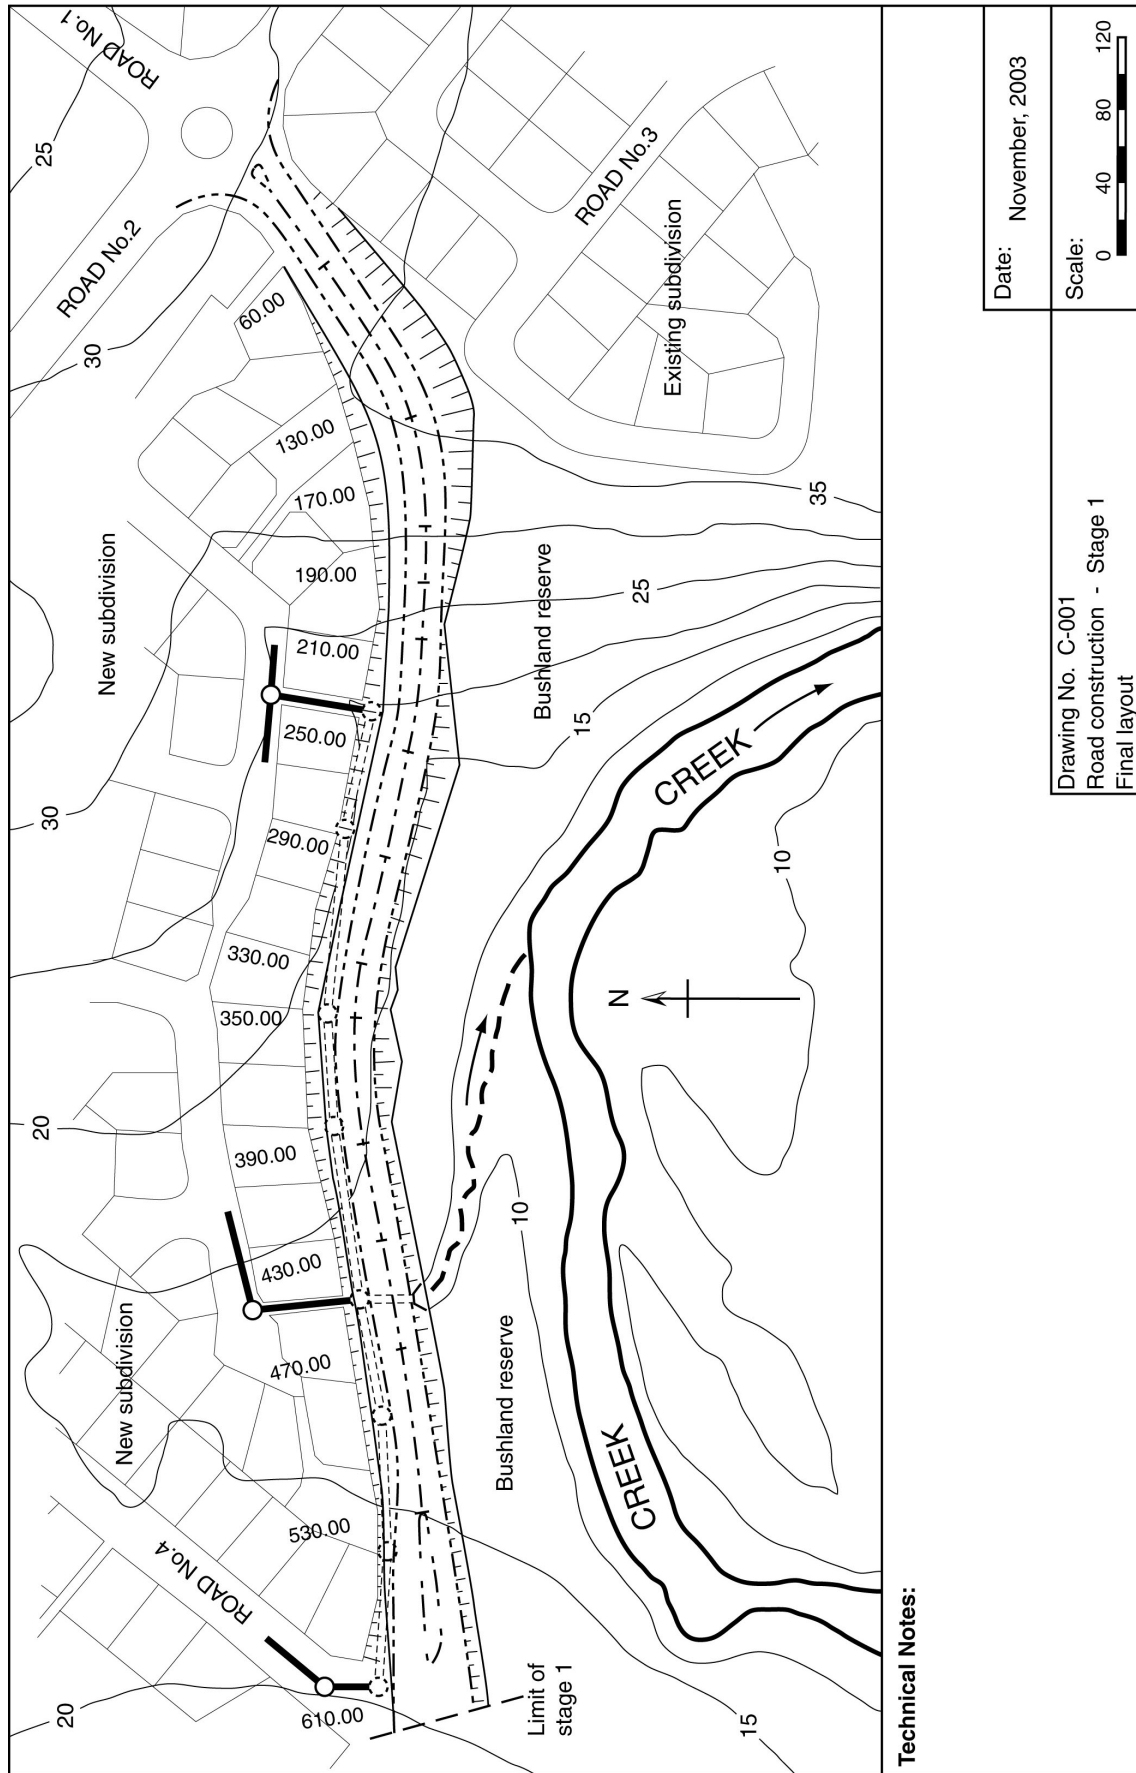 ROAD No.1
25
ROAD No.2
30
60.00
130.00
170.00
190.00
210.00
250.00
290.00
330.00
350.00
390.00
430.00
470.00
530.00
610.00
ROAD No.3
Existing subdivision
35
New subdivision
25
Bushland reserve
15
30
CREEK
10
20
N
10
New subdivision
Bushland reserve
CREEK
ROAD No.4
20
Limit of
stage 1
15
Technical Notes:
Drawing No. C-001
Road construction - Stage 1
Final layout
Date: November, 2003
Scale:
0 40 80 120